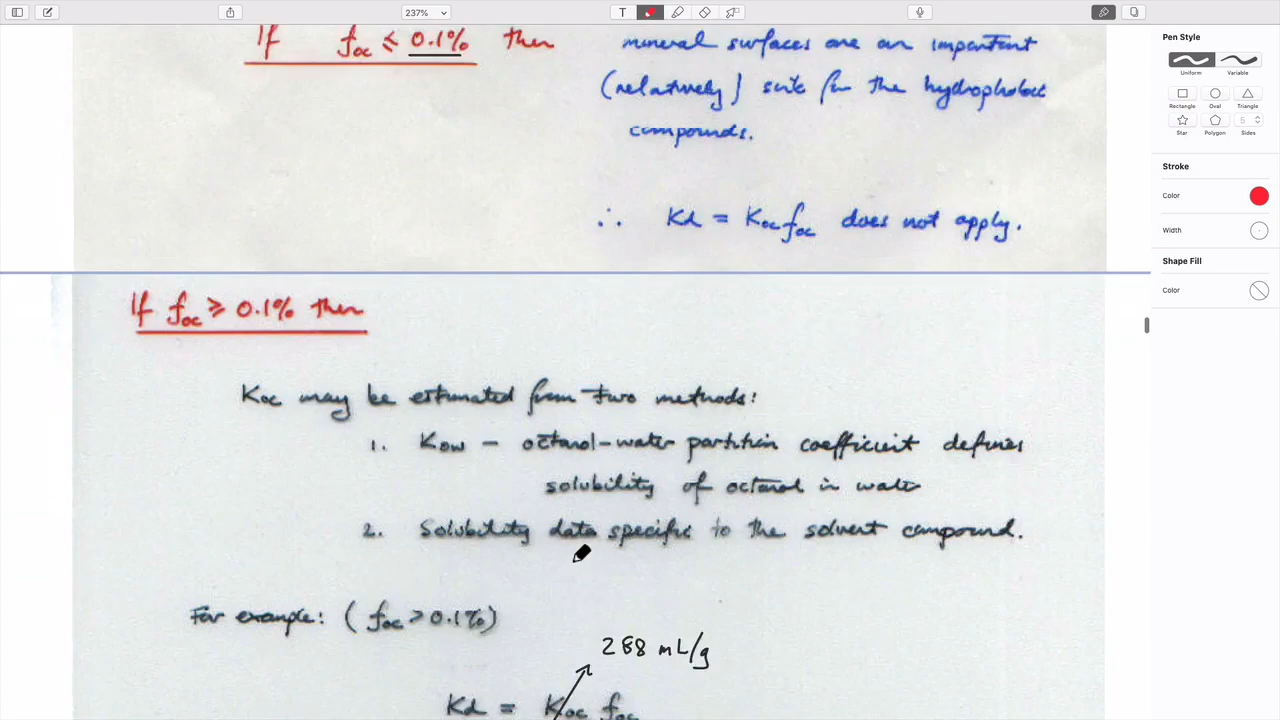 237%
T
Pen Style
Uniform
Variable
Rectangle
Oval
Triangle
Star
Polygon
6
Sides
Stroke
Color
Width
Shape Fill
Color
If foc ≤ 0.1% then
mineral surfaces are an important
(relatively) site for the hydrophobic
compounds.
∴ Kd = Koc foc does not apply.
If foc ≥ 0.1% then
Koc may be estimated from two methods:
1. Kow - octanol-water partition coefficient defines
solubility of octanol in water
2. Solubility data specific to the solvent compound.
For example: (foc > 0.1%)
288 mL/g
Kd = Koc foc